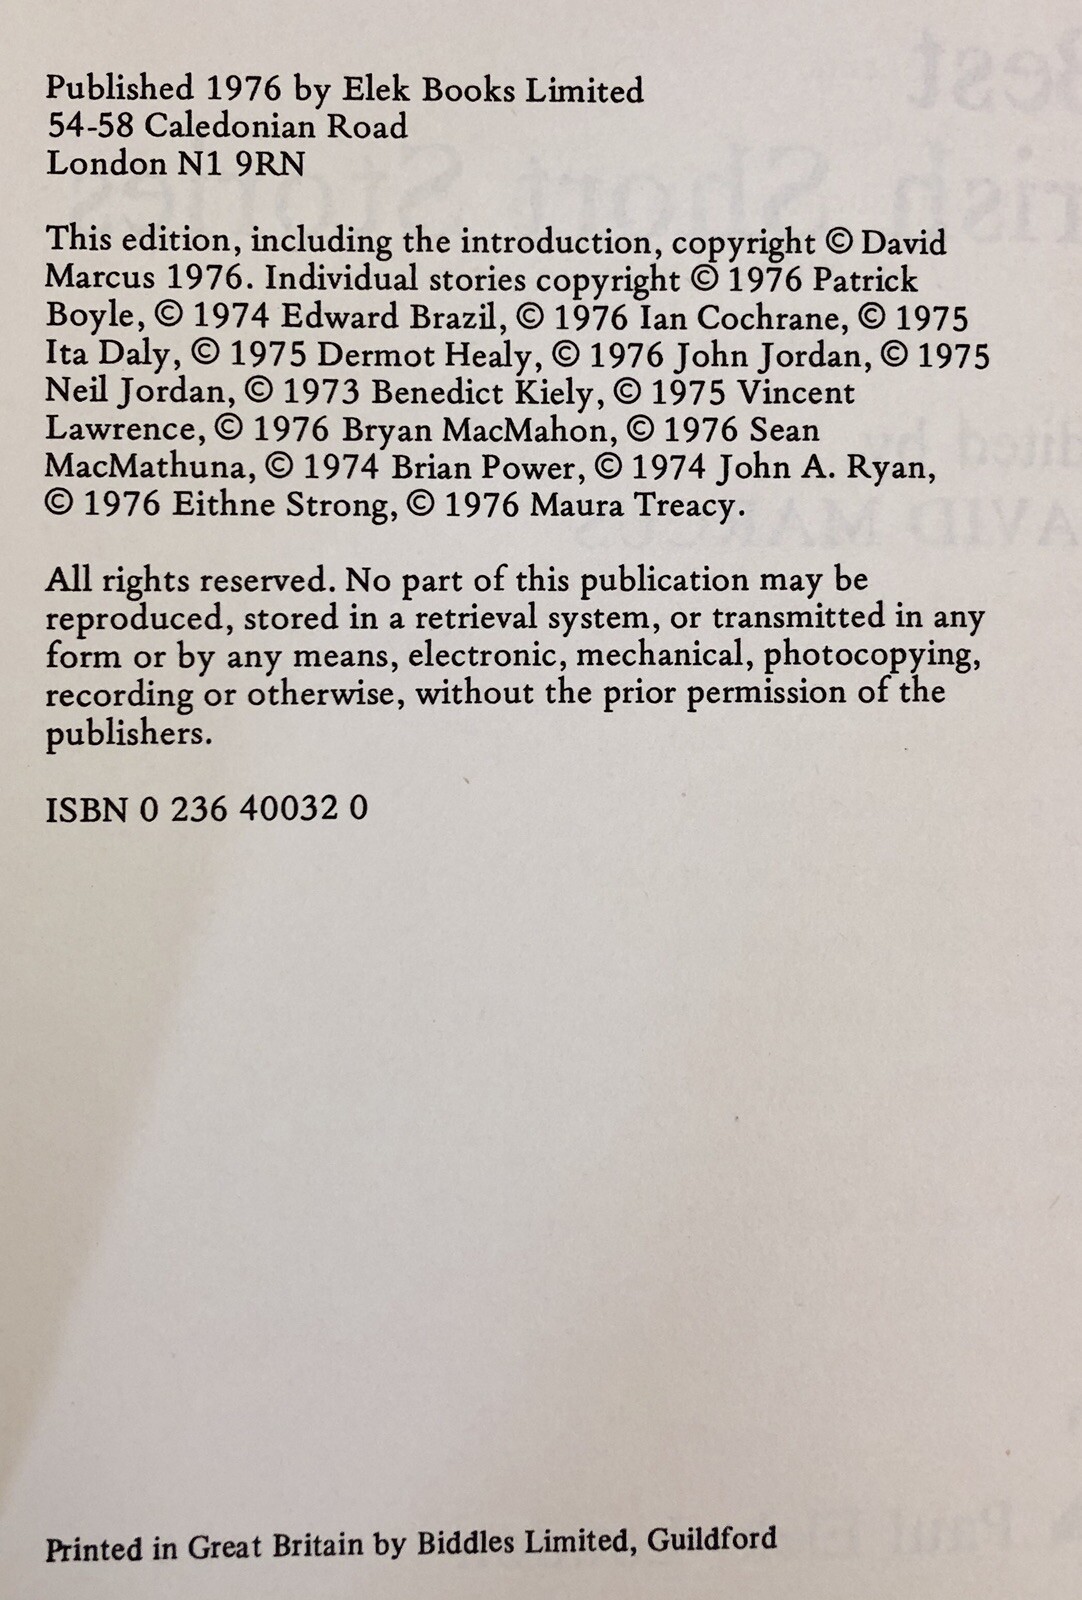 Published 1976 by Elek Books Limited
54-58 Caledonian Road
London N1 9RN
This edition, including the introduction, copyright © David
Marcus 1976. Individual stories copyright © 1976 Patrick
Boyle, © 1974 Edward Brazil, © 1976 Ian Cochrane, © 1975
Ita Daly, © 1975 Dermot Healy, © 1976 John Jordan, © 1975
Neil Jordan, © 1973 Benedict Kiely, © 1975 Vincent
Lawrence, © 1976 Bryan MacMahon, © 1976 Sean
MacMathuna, © 1974 Brian Power, © 1974 John A. Ryan,
© 1976 Eithne Strong, © 1976 Maura Treacy.
All rights reserved. No part of this publication may be
reproduced, stored in a retrieval system, or transmitted in any
form or by any means, electronic, mechanical, photocopying,
recording or otherwise, without the prior permission of the
publishers.
ISBN 0 236 40032 0
Printed in Great Britain by Biddles Limited, Guildford